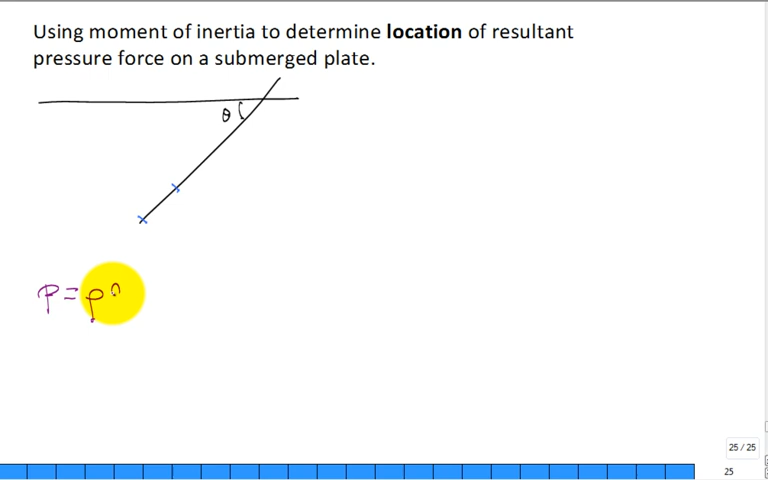 Using moment of inertia to determine location of resultant
pressure force on a submerged plate.
θ
P = ρ
25 / 25
25